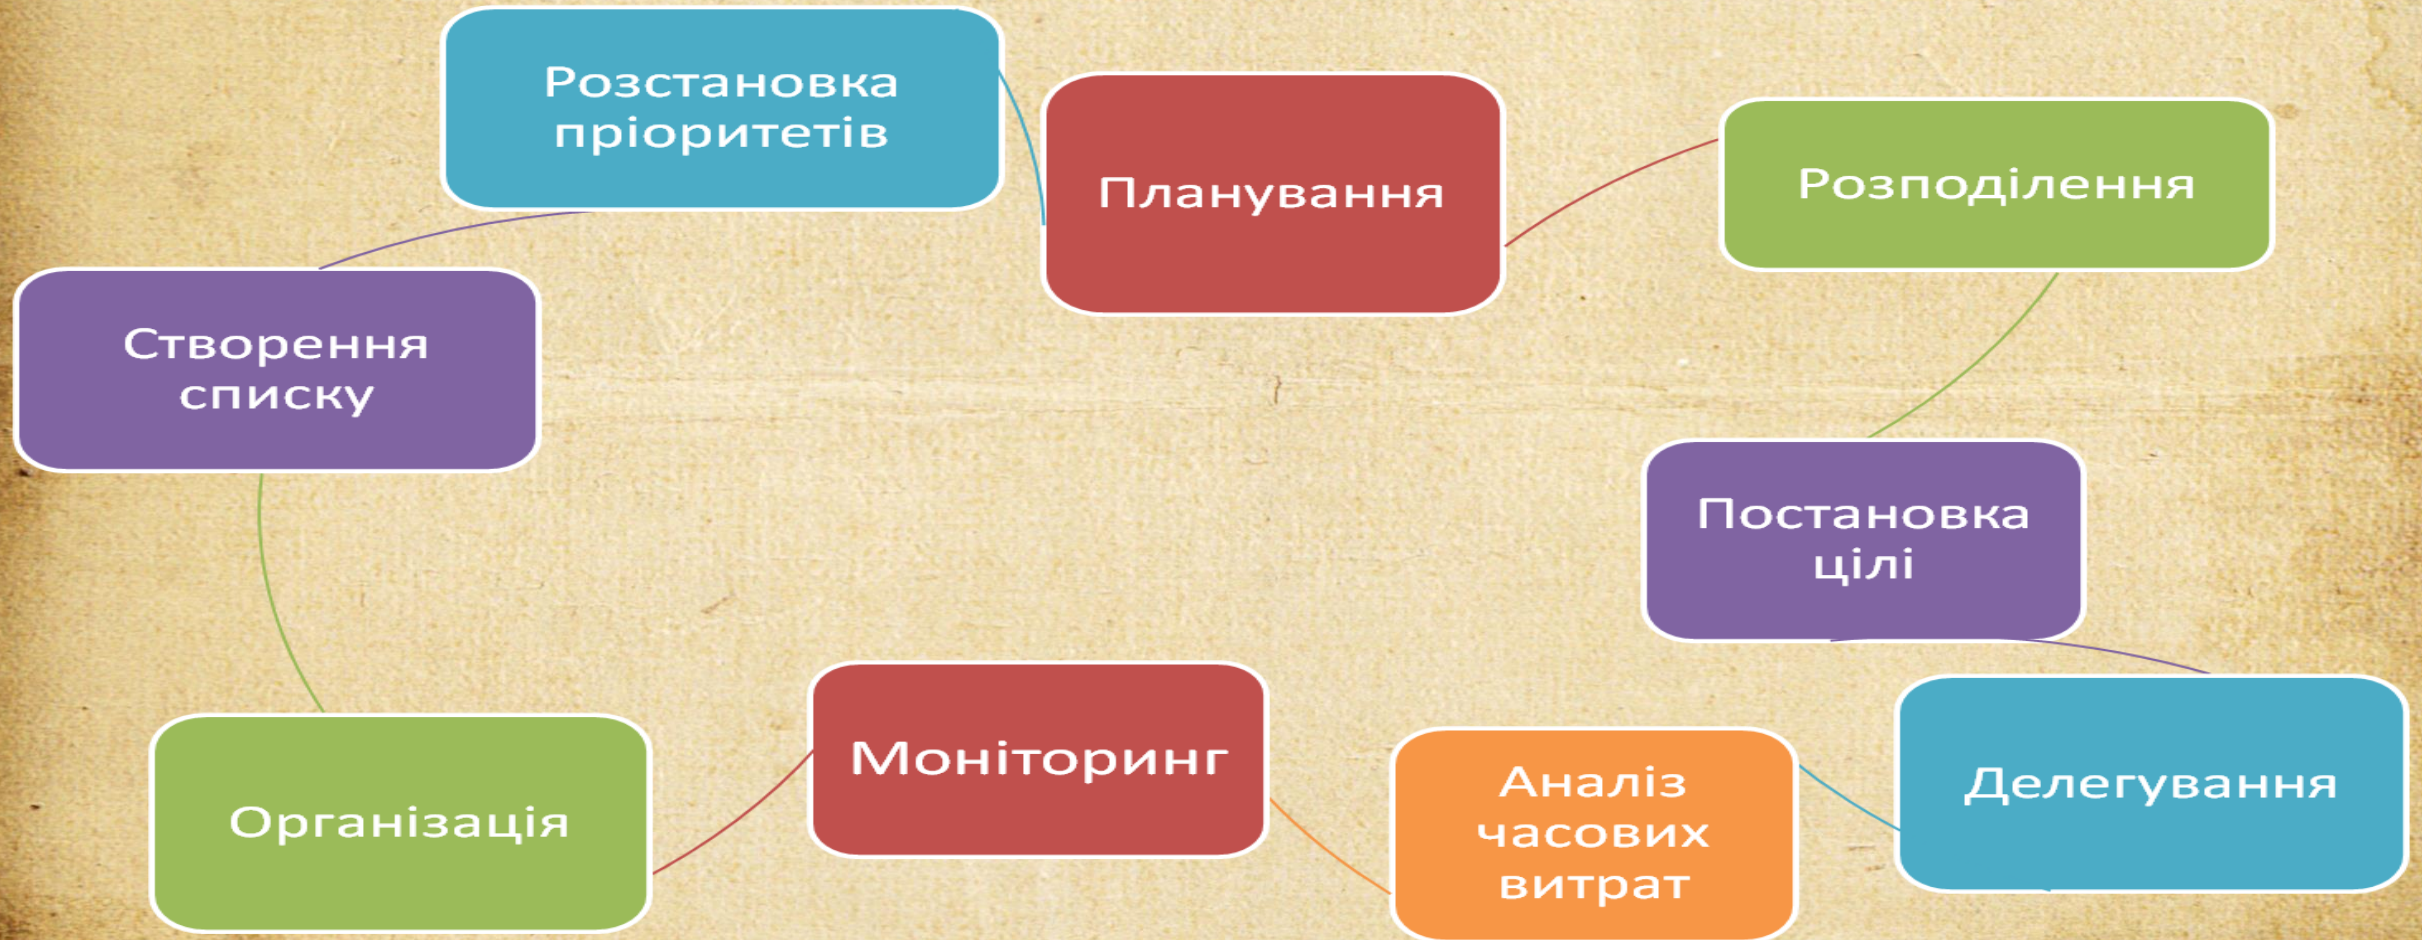 Розстановка
пріоритетів
Планування
Розподілення
Створення
списку
Постановка
цілі
Організація
Моніторинг
Аналіз
часових
витрат
Делегування